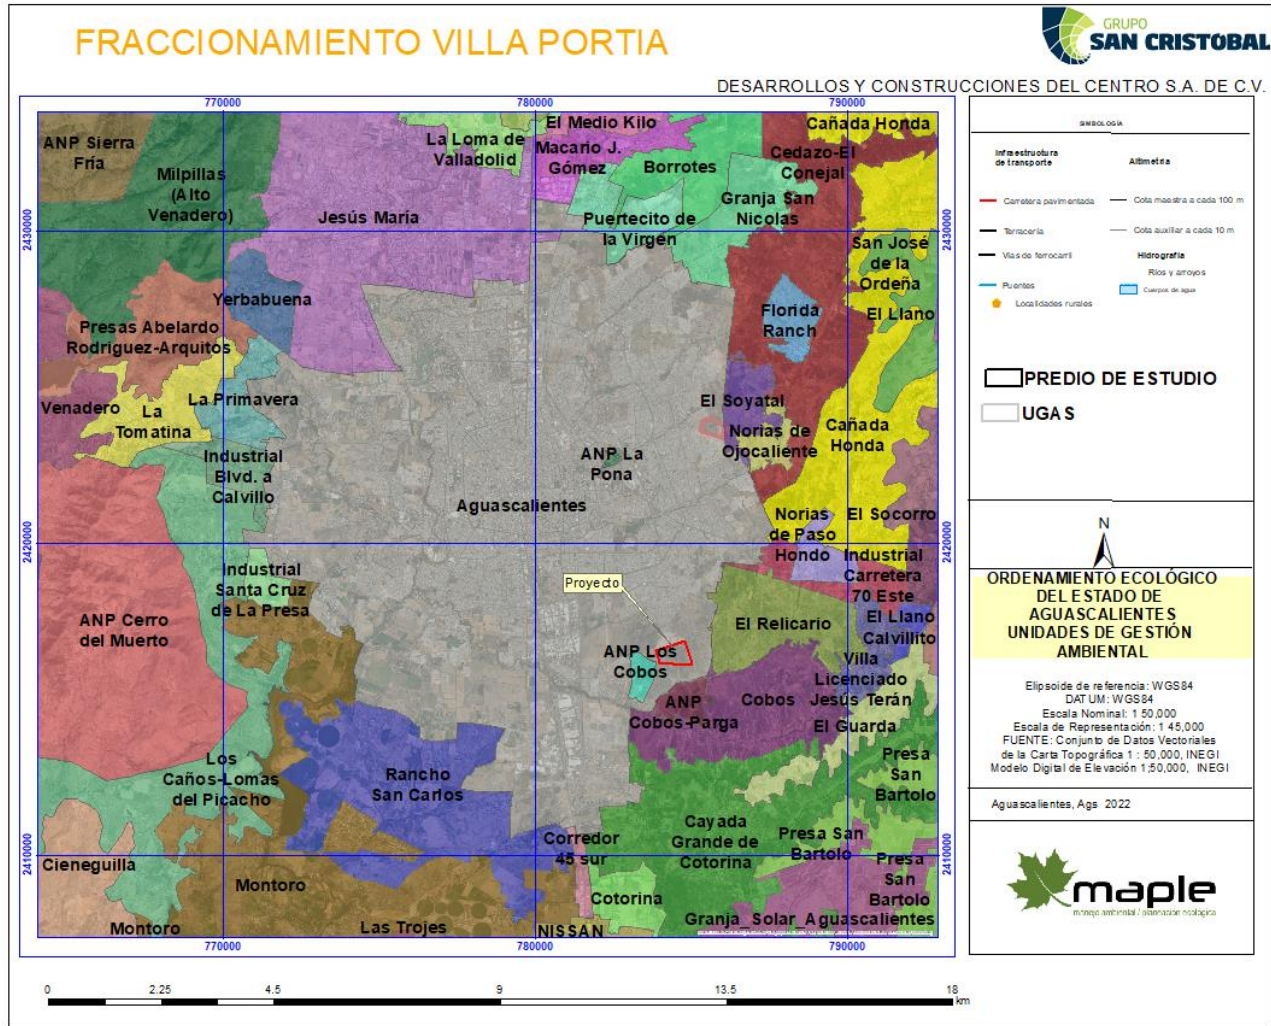 FRACCIONAMIENTO VILLA PORTIA
GRUPO
SAN CRISTOBAL
DESARROLLOS Y CONSTRUCCIONES DEL CENTRO S.A. DE C.V.
770000
780000
790000
ANP Sierra
Fría
Milpillas
(Alto
Venadero)
Jesús María
La Loma de
Valladolid
El Medio Kilo
Macario J.
Gómez
Borrotes
Cañada Honda
Cedazo-El
Conejal
Granja San
Nicolas
Puertecito de
la Virgen
2430000
2430000
San José
de la
Ordeña
Yerbabuena
Florida
Ranch
El Llano
Presas Abelardo
Rodriguez-Arquitos
Venadero
La
Tomatina
La Primavera
El Soyatal
Norias de
Ojocaliente
Cañada
Honda
Industrial
Blvd. a
Calvillo
ANP La
Pona
Aguascalientes
Norias
de Paso
Hondo
El Socorro
2420000
2420000
Industrial
Carretera
70 Este
Industrial
Santa Cruz
de La Presa
Proyecto
ANP Cerro
del Muerto
El Relicario
El Llano
Calvillito
ANP Los
Cobos
Villa
Licenciado
Jesús Terán
ANP
Cobos-Parga
Cobos
El Guarda
Presa
San
Bartolo
Los
Caños-Lomas
del Picacho
Rancho
San Carlos
Cayada
Grande de
Cotorina
Presa San
Bartolo
Corredor
45 sur
2410000
2410000
Cieneguilla
Montoro
Presa
San
Bartolo
Cotorina
Montoro
Las Trojes
NISSAN
Granja_Solar_Aguascalientes
770000
780000
790000
0
2.25
4.5
9
13.5
18
km
SIMBOLOGÍA
Infraestructura
de transporte
Altimetría
Carretera pavimentada
Cota maestra a cada 100 m
Terracería
Cota auxiliar a cada 10 m
Vías de ferrocarril
Hidrografía
Ríos y arroyos
Puentes
Cuerpos de agua
Localidades rurales
PREDIO DE ESTUDIO
UGAS
N
ORDENAMIENTO ECOLÓGICO
DEL ESTADO DE
AGUASCALIENTES
UNIDADES DE GESTIÓN
AMBIENTAL
Elipsoide de referencia: WGS84
DATUM: WGS84
Escala Nominal: 1 50,000
Escala de Representación: 1 45,000
FUENTE: Conjunto de Datos Vectoriales
de la Carta Topográfica 1 : 50,000, INEGI
Modelo Digital de Elevación 1:50,000, INEGI
Aguascalientes, Ags 2022
maple
manejo ambiental / planeación ecológica